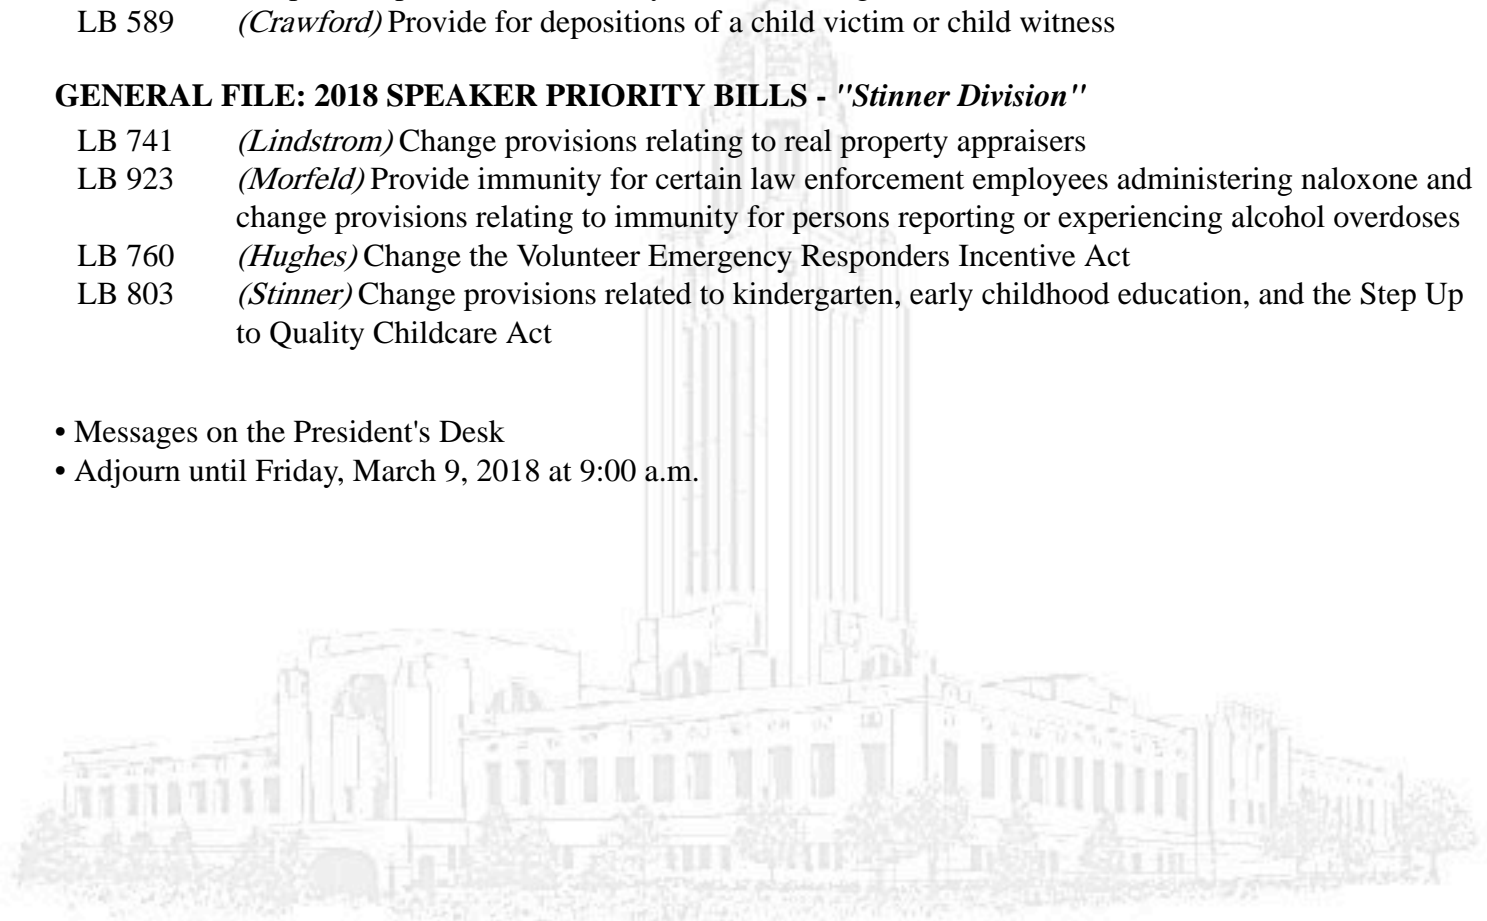 LB 589 (Crawford) Provide for depositions of a child victim or child witness
GENERAL FILE: 2018 SPEAKER PRIORITY BILLS - "Stinner Division"
LB 741 (Lindstrom) Change provisions relating to real property appraisers
LB 923 (Morfeld) Provide immunity for certain law enforcement employees administering naloxone and
change provisions relating to immunity for persons reporting or experiencing alcohol overdoses
LB 760 (Hughes) Change the Volunteer Emergency Responders Incentive Act
LB 803 (Stinner) Change provisions related to kindergarten, early childhood education, and the Step Up
to Quality Childcare Act
• Messages on the President's Desk
• Adjourn until Friday, March 9, 2018 at 9:00 a.m.